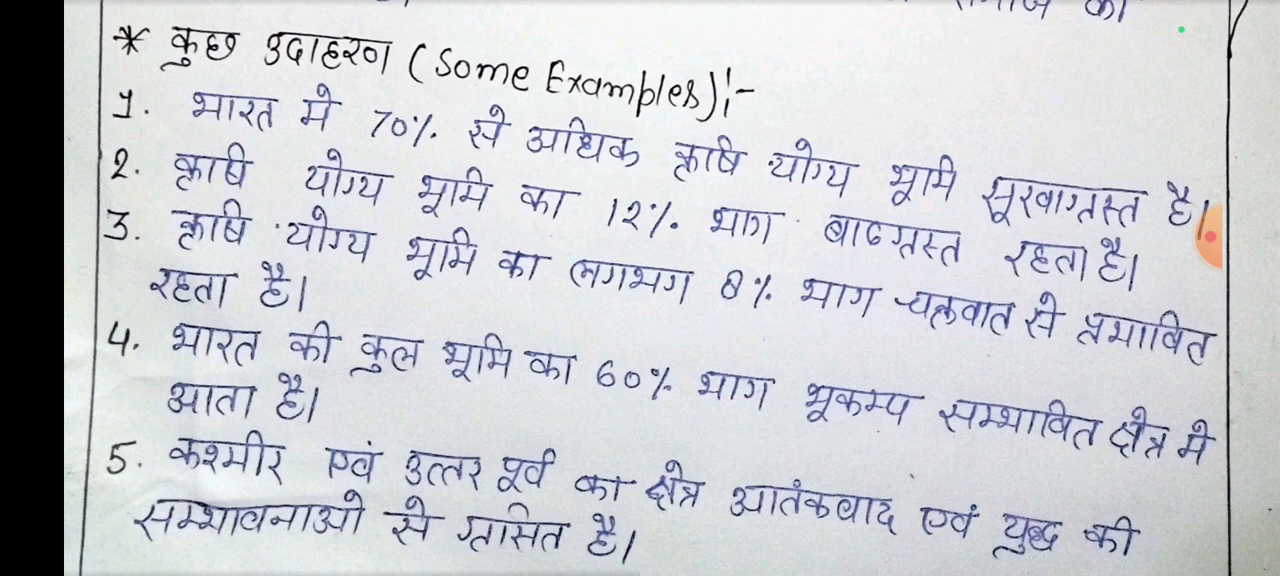 * कुछ उदाहरण (Some Examples):-
1. भारत मे 70% से अधिक कृषि योग्य भूमि सूखाग्रस्त है।
2. कृषि योग्य भूमि का 12% भाग बाढग्रस्त रहता है।
3. कृषि योग्य भूमि का लगभग 8% भाग चक्रवात से प्रभावित
रहता है।
4. भारत की कुल भूमि का 60% भाग भूकम्प सम्भावित क्षेत्र मे
आता है।
5. कश्मीर एवं उत्तर पूर्व का क्षेत्र आतंकवाद एवं युद्ध की
सम्भावनाओ से ग्रसित है।